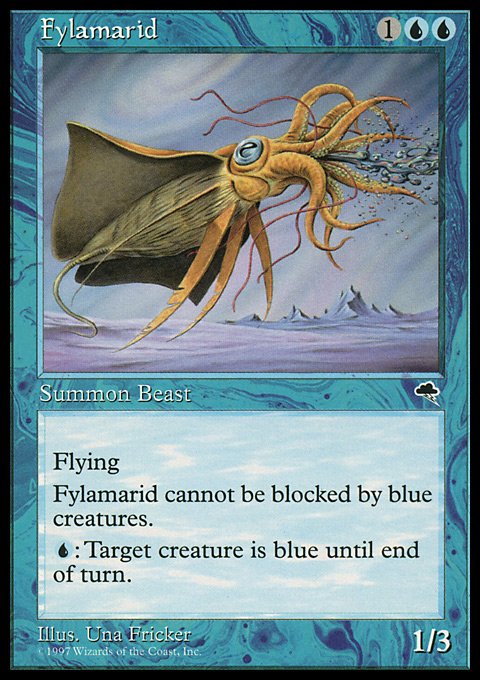 Fylamarid 1
Summon Beast
Flying
Fylamarid cannot be blocked by blue
creatures.
: Target creature is blue until end
of turn.
Illus. Una Fricker
© 1997 Wizards of the Coast, Inc.
1/3